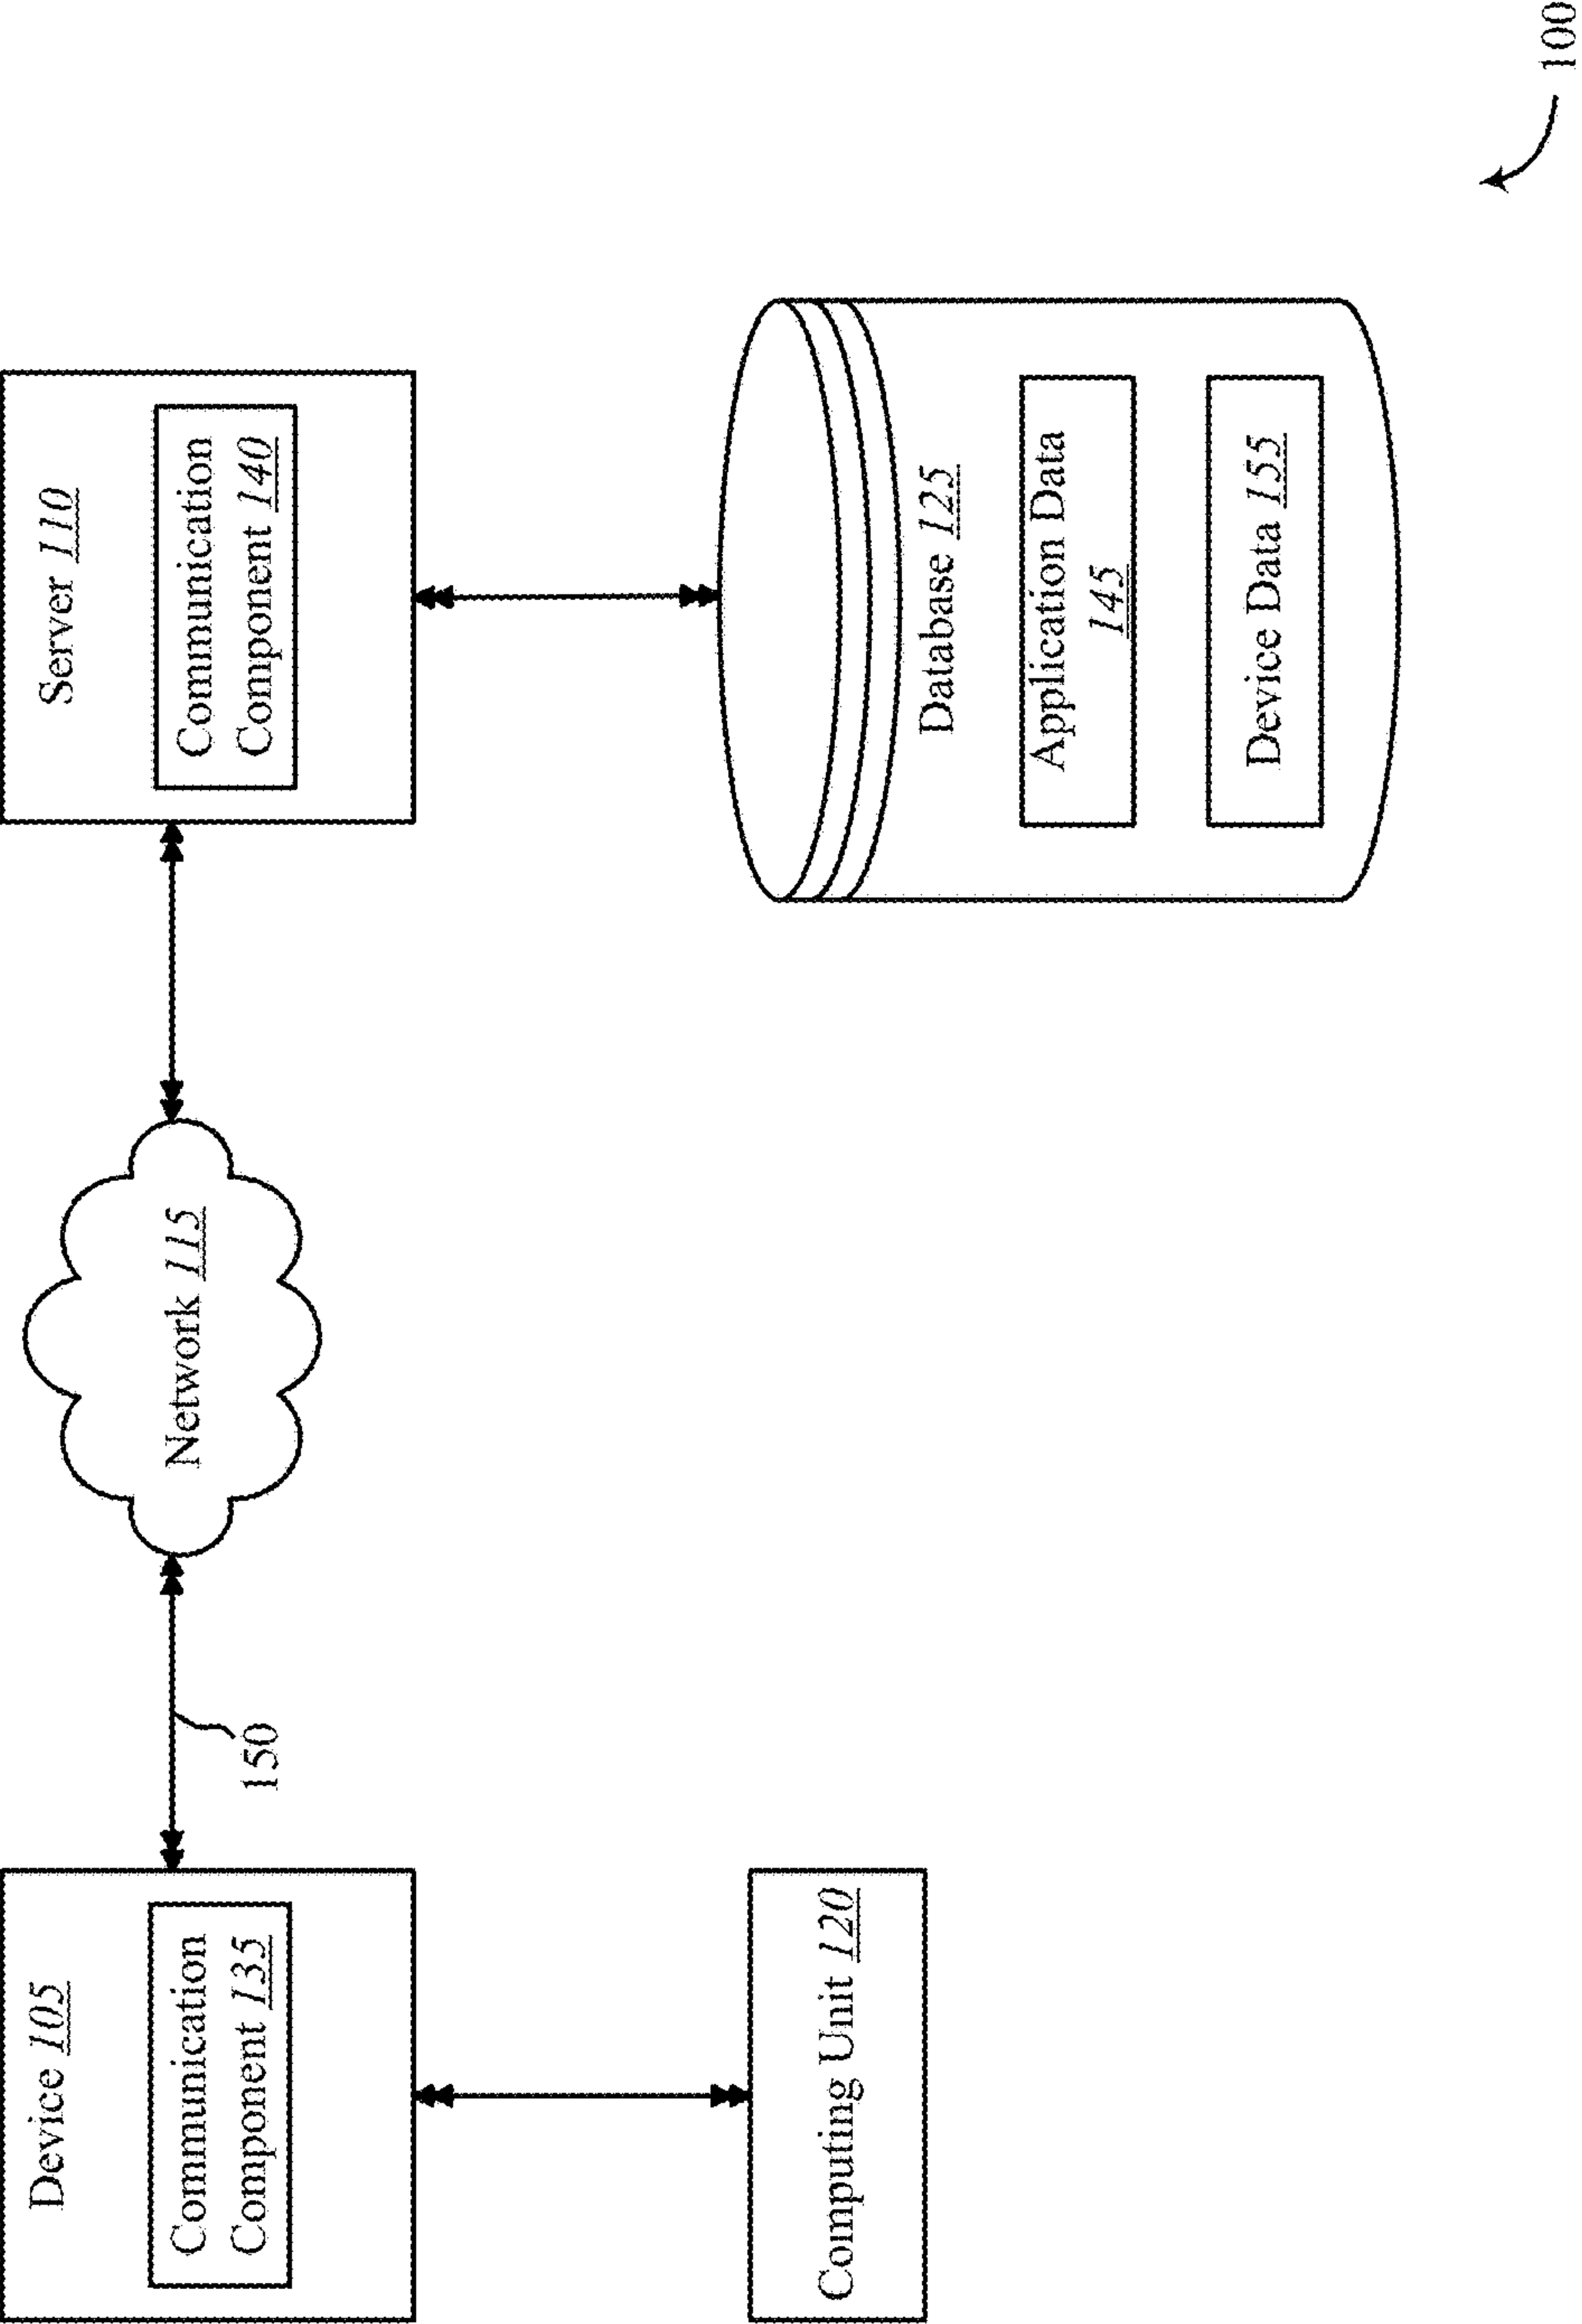 Device 105
Communication
Component 135
150
Network 115
Server 110
Communication
Component 140
Computing Unit 120
Database 125
Application Data
145
Device Data 155
100